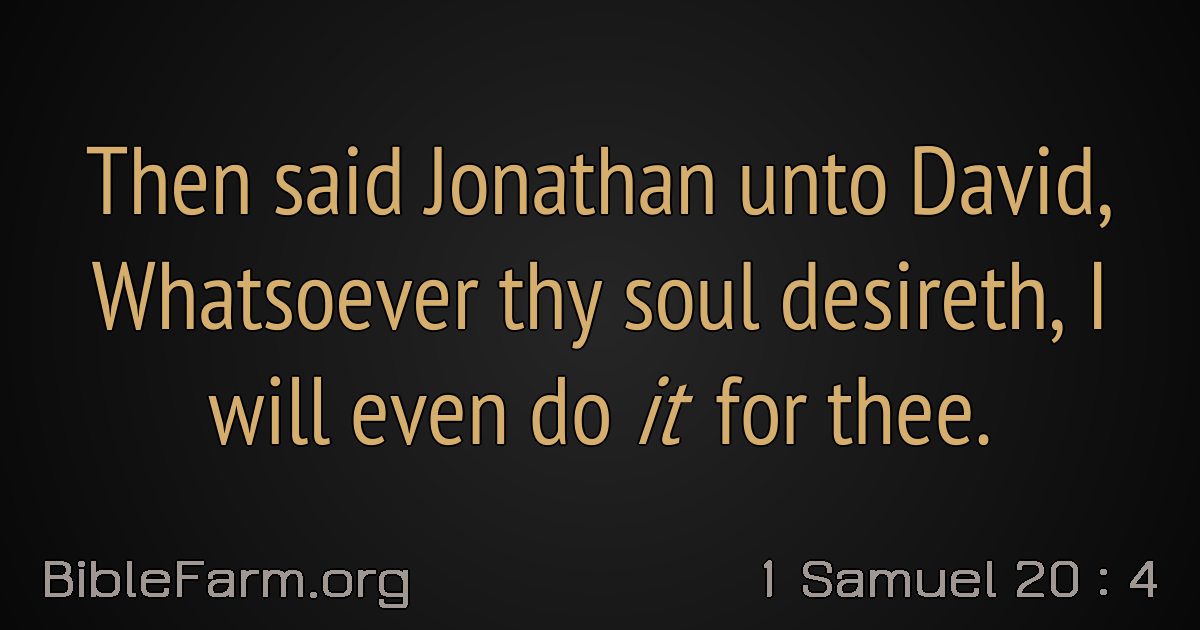 Then said Jonathan unto David,
Whatsoever thy soul desireth, I
will even do it for thee.
BibleFarm.org
1 Samuel 20 : 4